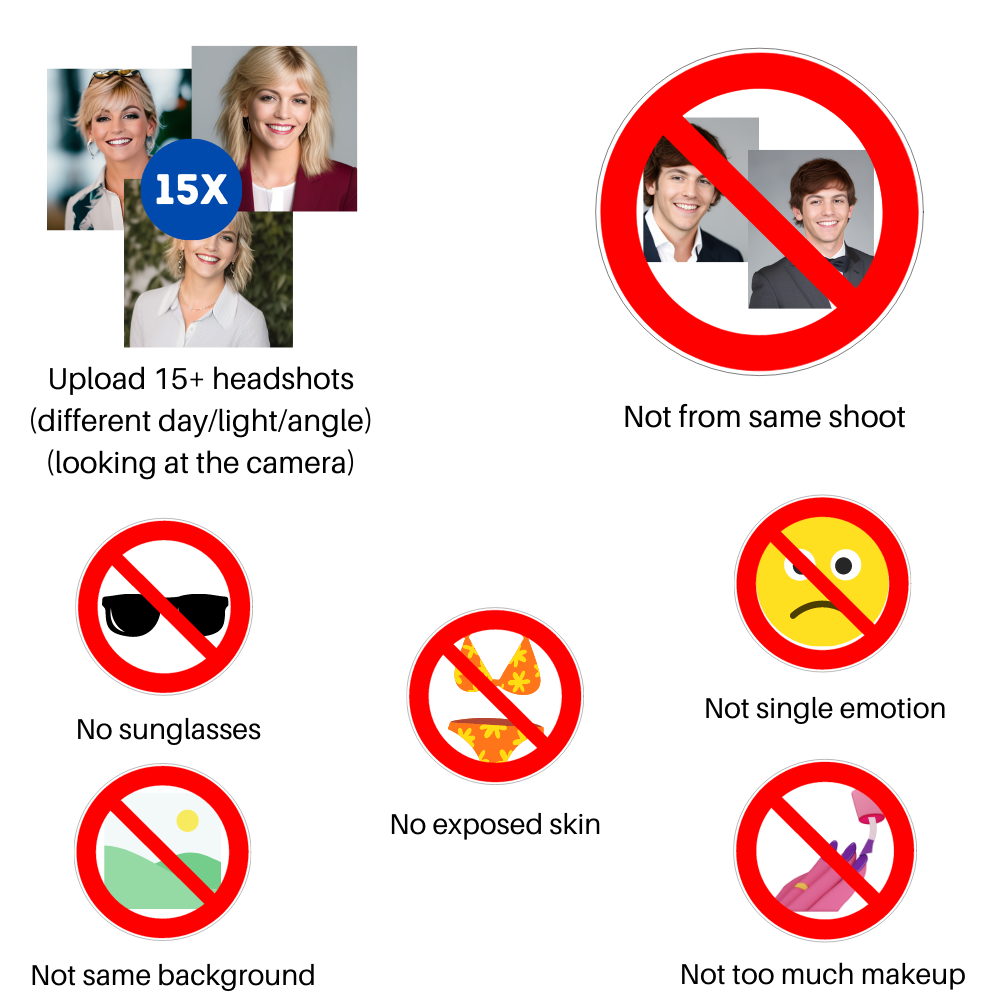 15X
Upload 15+ headshots
(different day/light/angle)
(looking at the camera)
Not from same shoot
No sunglasses
Not single emotion
No exposed skin
Not same background
Not too much makeup